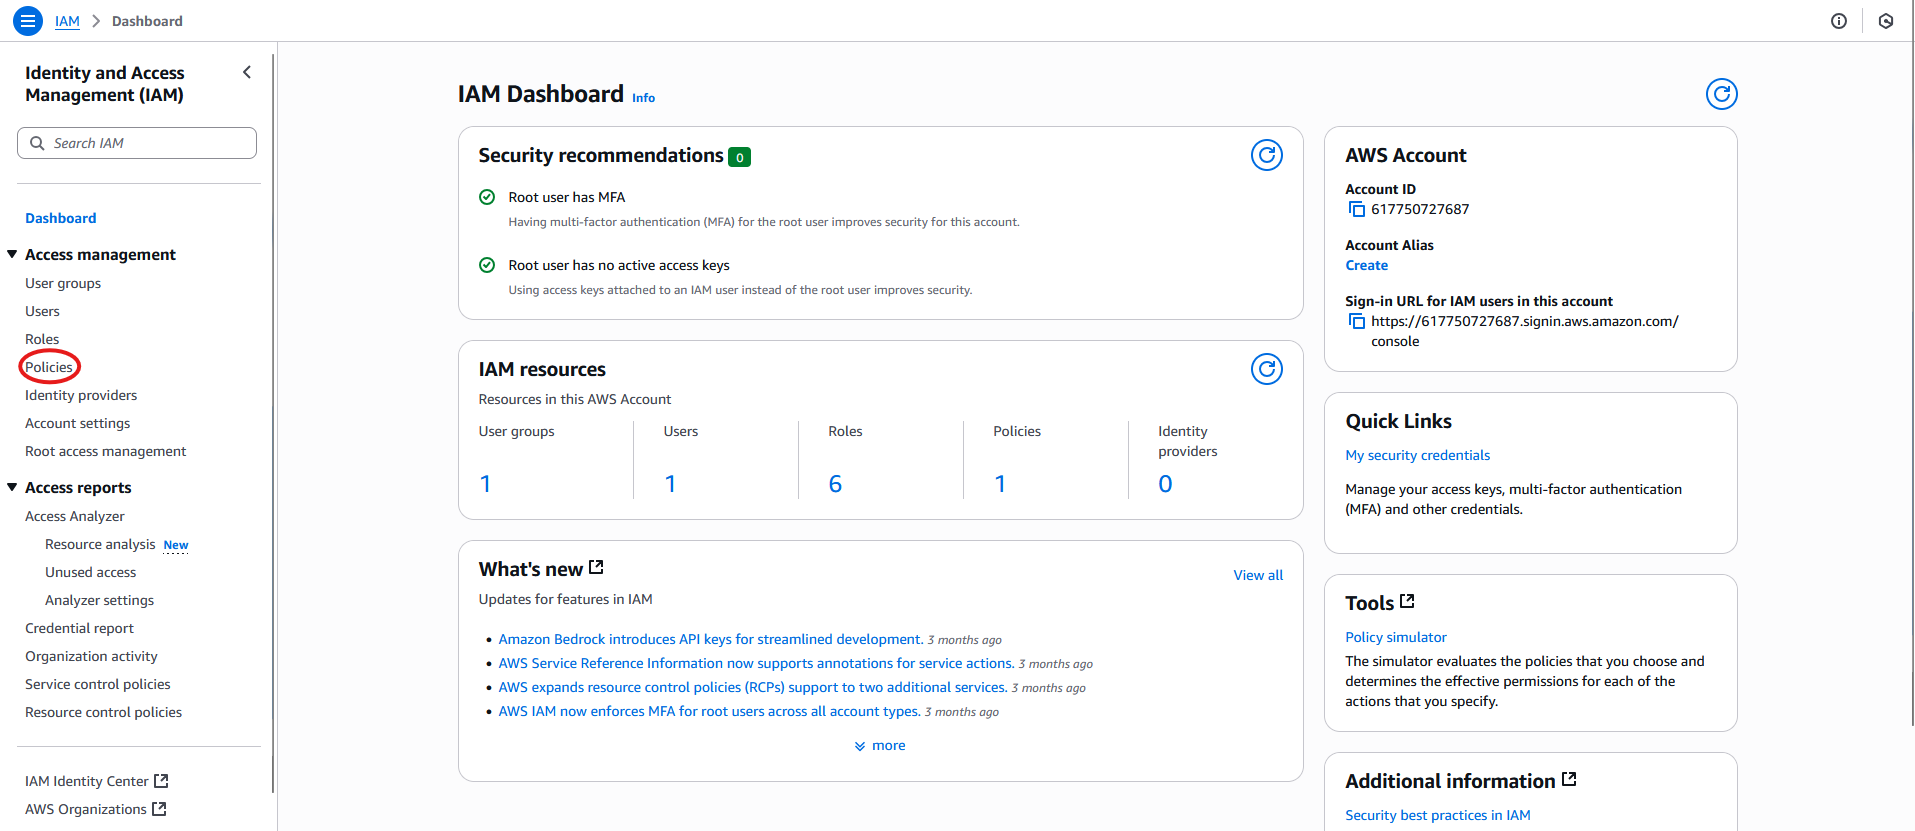 IAM > Dashboard
Identity and Access
Management (IAM)
Search IAM
Dashboard
Access management
User groups
Users
Roles
Policies
Identity providers
Account settings
Root access management
Access reports
Access Analyzer
Resource analysis New
Unused access
Analyzer settings
Credential report
Organization activity
Service control policies
Resource control policies
IAM Identity Center
AWS Organizations
IAM Dashboard Info
Security recommendations 0
Root user has MFA
Having multi-factor authentication (MFA) for the root user improves security for this account.
Root user has no active access keys
Using access keys attached to an IAM user instead of the root user improves security.
IAM resources
Resources in this AWS Account
User groups
1
Users
1
Roles
6
Policies
1
Identity
providers
0
What's new
View all
Updates for features in IAM
• Amazon Bedrock introduces API keys for streamlined development. 3 months ago
• AWS Service Reference Information now supports annotations for service actions. 3 months ago
• AWS expands resource control policies (RCPs) support to two additional services. 3 months ago
• AWS IAM now enforces MFA for root users across all account types. 3 months ago
more
AWS Account
Account ID
617750727687
Account Alias
Create
Sign-in URL for IAM users in this account
https://617750727687.signin.aws.amazon.com/
console
Quick Links
My security credentials
Manage your access keys, multi-factor authentication
(MFA) and other credentials.
Tools
Policy simulator
The simulator evaluates the policies that you choose and
determines the effective permissions for each of the
actions that you specify.
Additional information
Security best practices in IAM